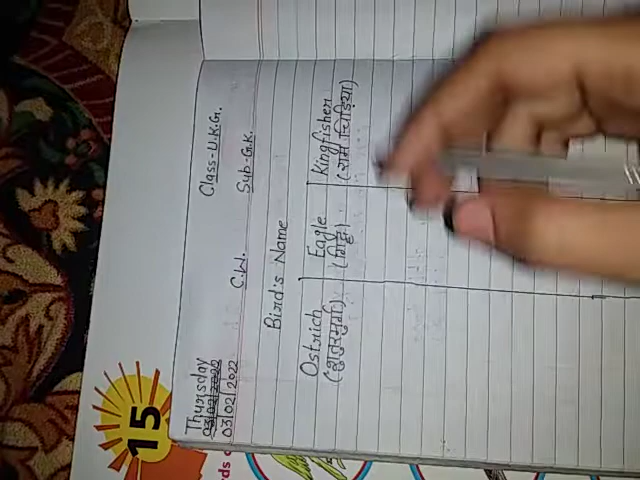 Thursday
03/02/2022
Class-U.K.G.
C.W.
Sub-G.K.
Bird's Name
Ostrich
(शुतुरमुर्ग)
Eagle
Kingfisher
15